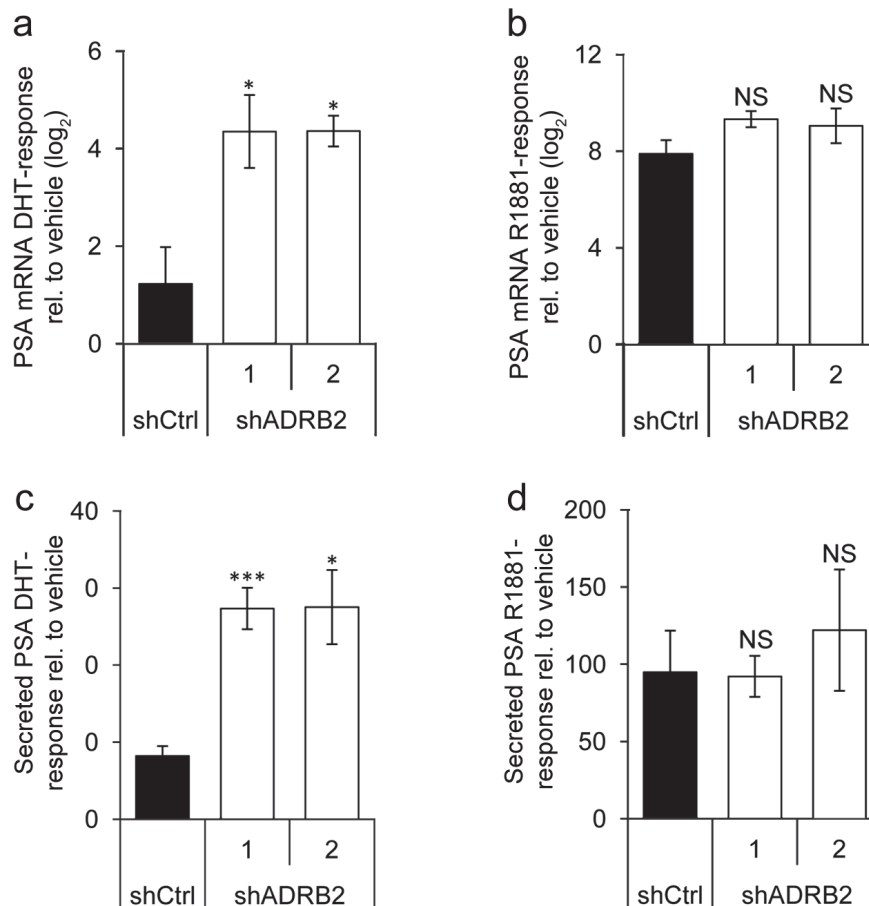 a
PSA mRNA DHT-response
rel. to vehicle (log2)
6
4
2
0
*
*
1
2
shCtrl
shADRB2
b
PSA mRNA R1881-response
rel. to vehicle (log2)
12
8
4
0
NS
NS
1
2
shCtrl
shADRB2
c
Secreted PSA DHT-
response rel. to vehicle
40
0
0
0
0
***
*
1
2
shCtrl
shADRB2
d
Secreted PSA R1881-
response rel. to vehicle
200
150
100
50
0
NS
NS
1
2
shCtrl
shADRB2